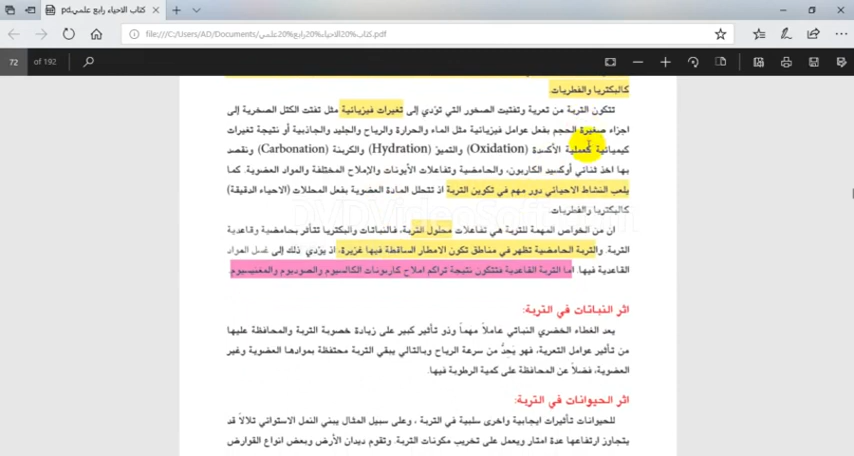 كتاب الاحياء رابع علمي.pd
file:///C:/Users/AD/Documents/كتاب%20الاحياء%20رابع%20علمي.pdf
72 of 192
كالبكتريا والفطريات.
تتكون التربة من تعرية وتفتيت الصخور التي تؤدي إلى تغيرات فيزيائية مثل تفتت الكتل الصخرية إلى
اجزاء صغيرة الحجم بفعل عوامل فيزيائية مثل الماء والحرارة والرياح والجليد والجاذبية أو نتيجة تغيرات
كيميائية كعملية الأكسدة (Oxidation) والتميؤ (Hydration) والكربنة (Carbonation) ونقصد
بها اخذ ثنائي أوكسيد الكاربون، والحامضية وتفاعلات الأيونات والاملاح المختلفة والمواد العضوية. كما
يلعب النشاط الاحيائي دور مهم في تكوين التربة اذ تتحلل المادة العضوية بفعل المحللات (الاحياء الدقيقة)
كالبكتريا والفطريات.
ان من الخواص المهمة للتربة هي تفاعلات محلول التربة، فالنباتات والبكتريا تتأثر بحامضية وقاعدية
التربة والتربة الحامضية تظهر في مناطق تكون الامطار الساقطة فيها غزيرة، اذ يؤدي ذلك إلى غسل المواد
القاعدية فيها. اما التربة القاعدية فتتكون نتيجة تراكم املاح كاربونات الكالسيوم والصوديوم والمغنيسيوم.
اثر النباتات في التربة:
يعد الغطاء الخضري النباتي عاملاً مهماً وذو تأثير كبير على زيادة خصوبة التربة والمحافظة عليها
من تأثير عوامل التعرية، فهو يَحِدُّ من سرعة الرياح وبالتالي يبقي التربة محتفظة بموادها العضوية وغير
العضوية، فضلاً عن المحافظة على كمية الرطوبة فيها.
اثر الحيوانات في التربة:
للحيوانات تأثيرات ايجابية واخرى سلبية في التربة ، وعلى سبيل المثال يبني النمل الاستوائي تلالاً قد
يتجاوز ارتفاعها عدة امتار ويعمل على تخريب مكونات التربة. وتقوم ديدان الأرض وبعض انواع القوارض